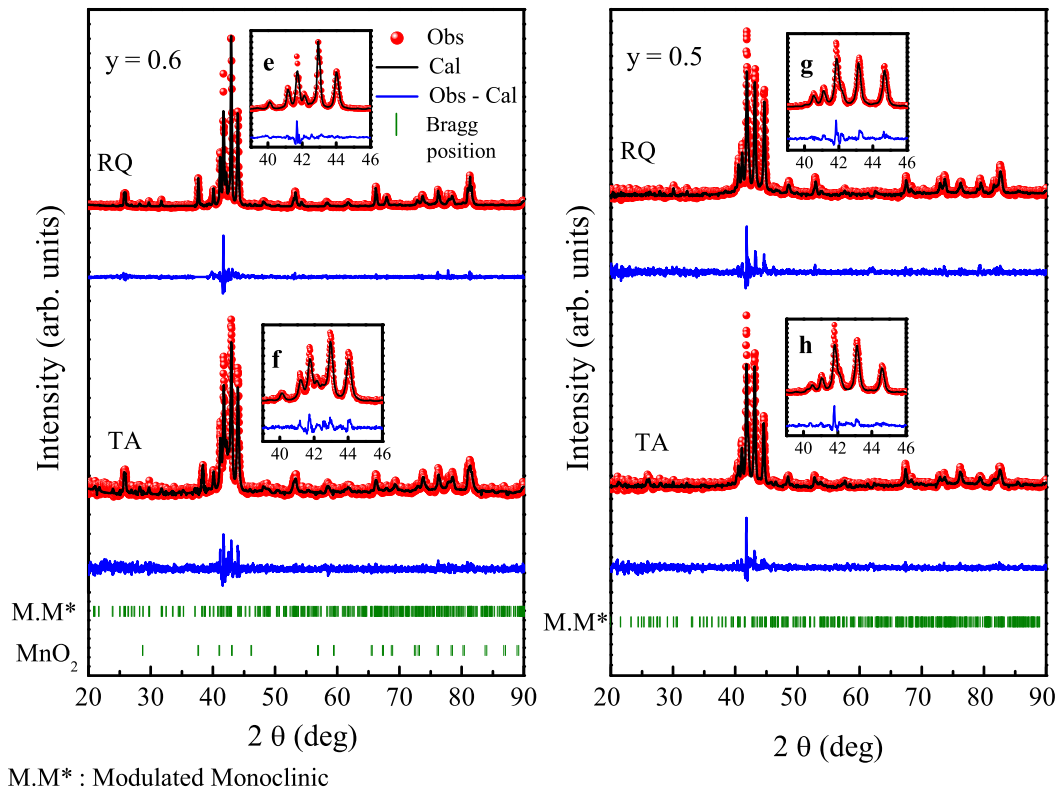 y = 0.6
e
39 40 42 44 46
Obs
Cal
Obs - Cal
Bragg position
RQ
f
40 42 44 46
TA
M.M*
MnO2
20 30 40 50 60 70 80 90
2 θ (deg)
Intensity (arb. units)
y = 0.5
g
40 42 44 46
RQ
h
40 42 44 46
TA
M.M*
20 30 40 50 60 70 80 90
2 θ (deg)
Intensity (arb. units)
M.M* : Modulated Monoclinic